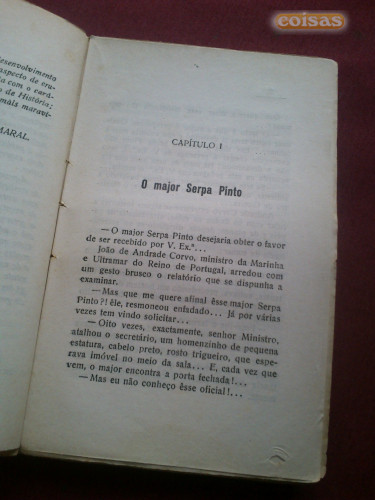 coisas
desenvolvimento
aspecto de eru-
ia com o cará-
o de História;
mais maravi-
MARAL.
CAPÍTULO I
O major Serpa Pinto
—O major Serpa Pinto desejaria obter o favor
de ser recebido por V. Ex.ª...
João de Andrade Corvo, ministro da Marinha
e Ultramar do Reino de Portugal, arredou com
um gesto brusco o relatório que se dispunha a
examinar.
—Mas que me quere afinal êsse major Serpa
Pinto?! êle, resmoneou enfadado... Já por várias
vezes tem vindo solicitar...
—Oito vezes, exactamente, senhor Ministro,
atalhou o secretário, um homenzinho de pequena
estatura, cabelo preto, rosto trigueiro, que espe-
rava imóvel no meio da sala... E, cada vez que
vem, o major encontra a porta fechada!...
—Mas eu não conheço êsse oficial!...